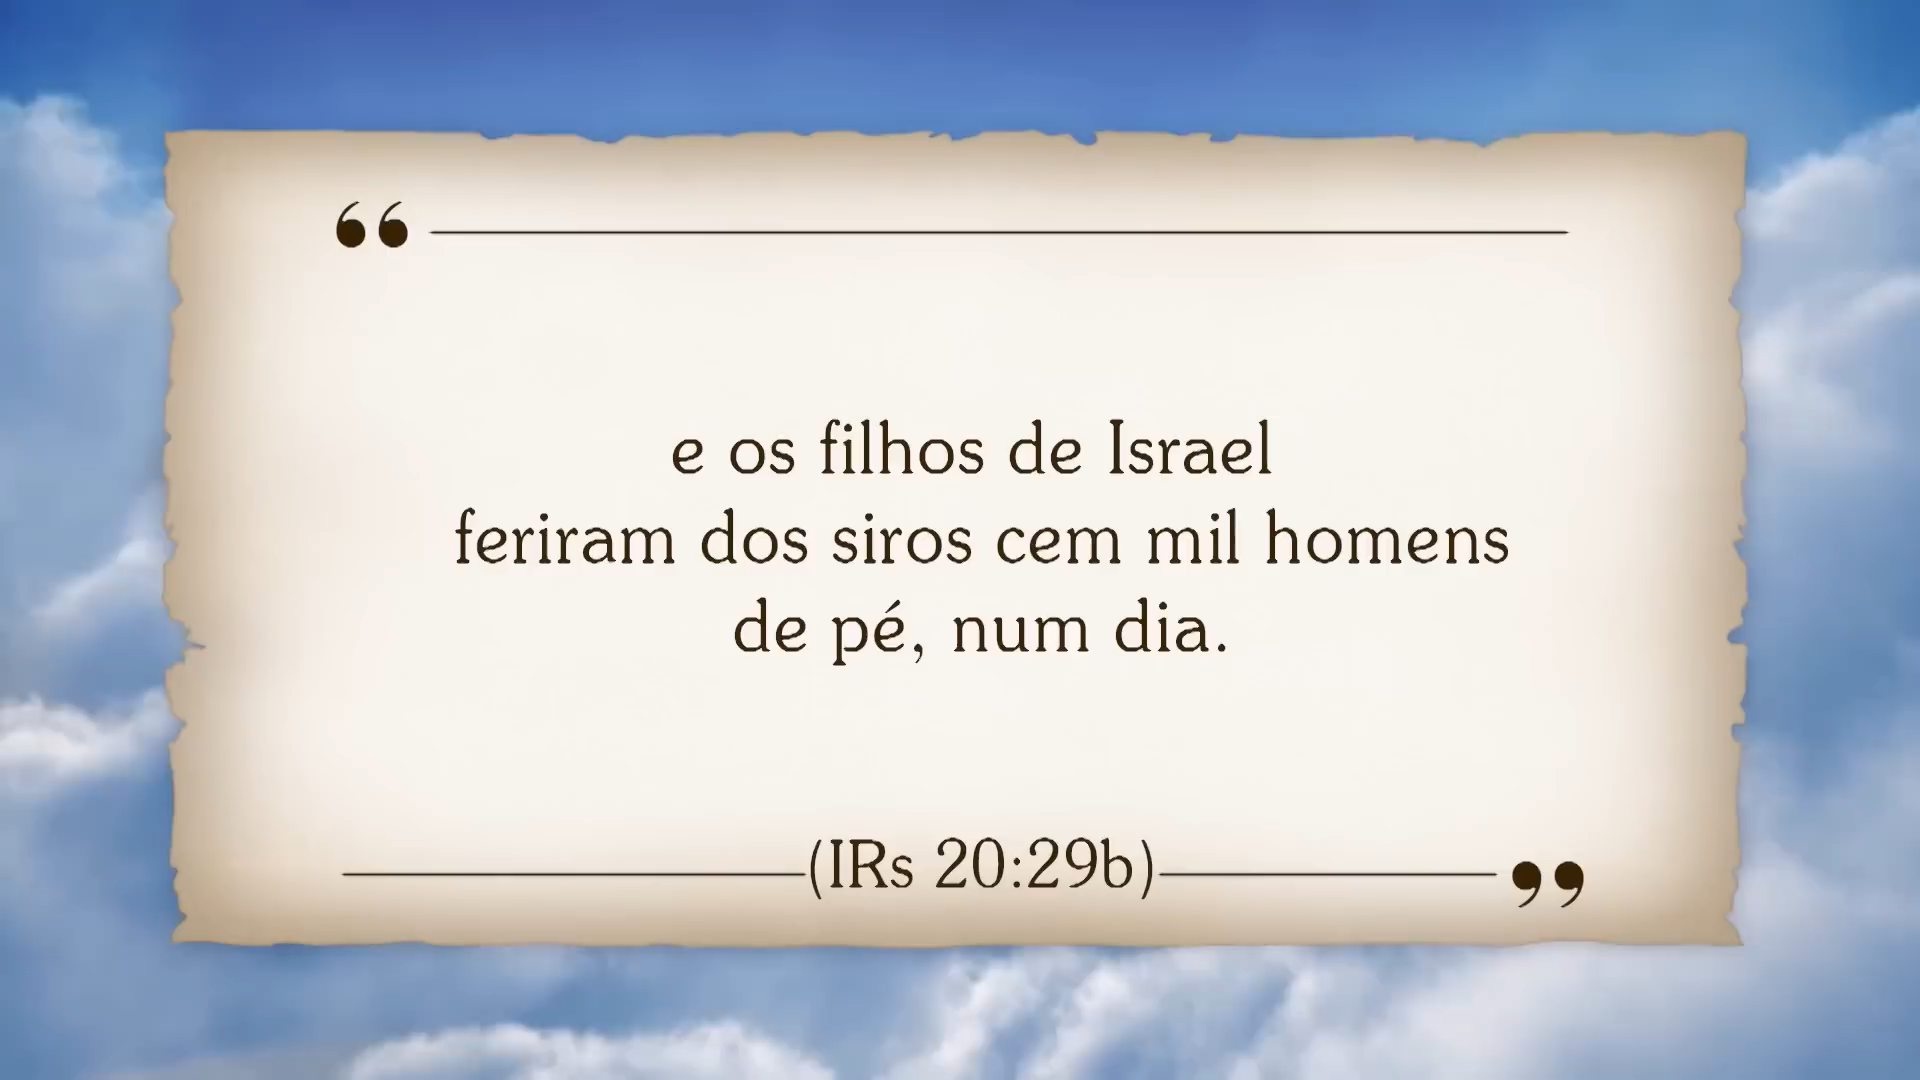 “
e os filhos de Israel
feriram dos siros cem mil homens
de pé, num dia.
(IRs 20:29b)
”